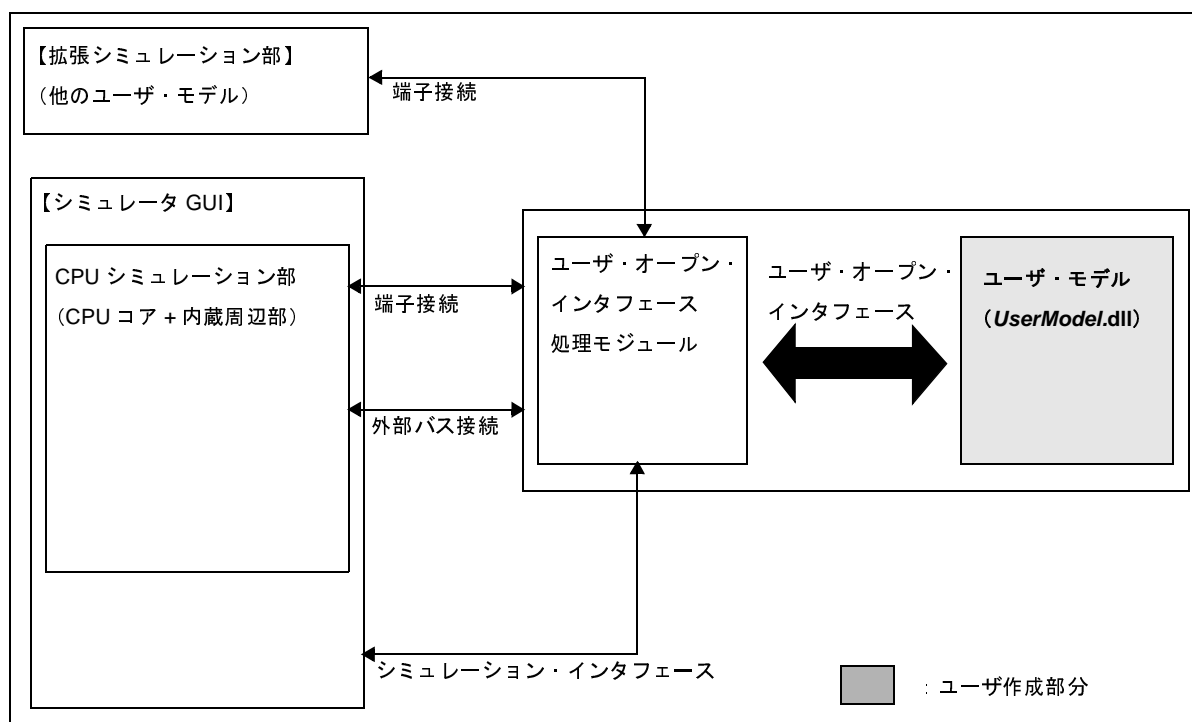 【拡張シミュレーション部】
（他のユーザ・モデル）
端子接続
【シミュレータ GUI】
CPU シミュレーション部
（CPU コア + 内蔵周辺部）
端子接続
外部バス接続
ユーザ・オープン・
インタフェース
処理モジュール
ユーザ・オープン・
インタフェース
ユーザ・モデル
（UserModel.dll）
シミュレーション・インタフェース
: ユーザ作成部分